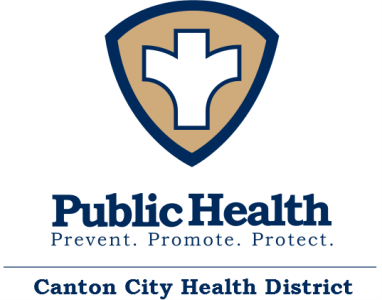 Public Health
Prevent. Promote. Protect.
Canton City Health District